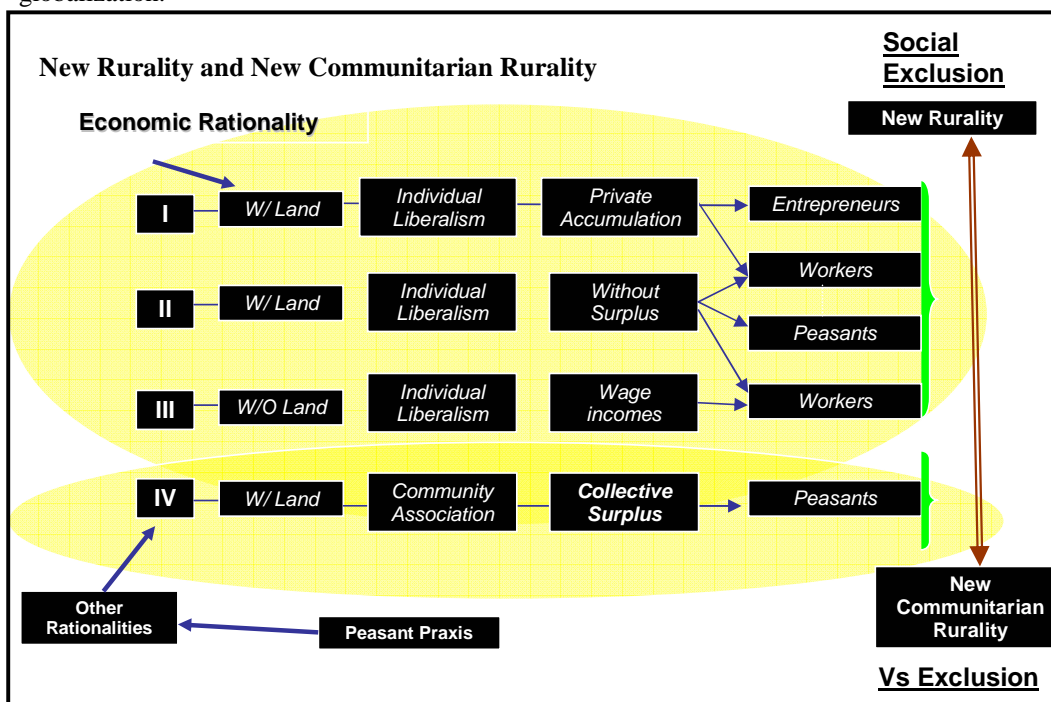 globalization.
Social
Exclusion
New Rurality and New Communitarian Rurality
New Rurality
Economic Rationality
I
W/ Land
Individual
Liberalism
Private
Accumulation
Entrepreneurs
Workers
II
W/ Land
Individual
Liberalism
Without
Surplus
Peasants
III
W/O Land
Individual
Liberalism
Wage
incomes
Workers
IV
W/ Land
Community
Association
Collective
Surplus
Peasants
Other
Rationalities
Peasant Praxis
New
Communitarian
Rurality
Vs Exclusion